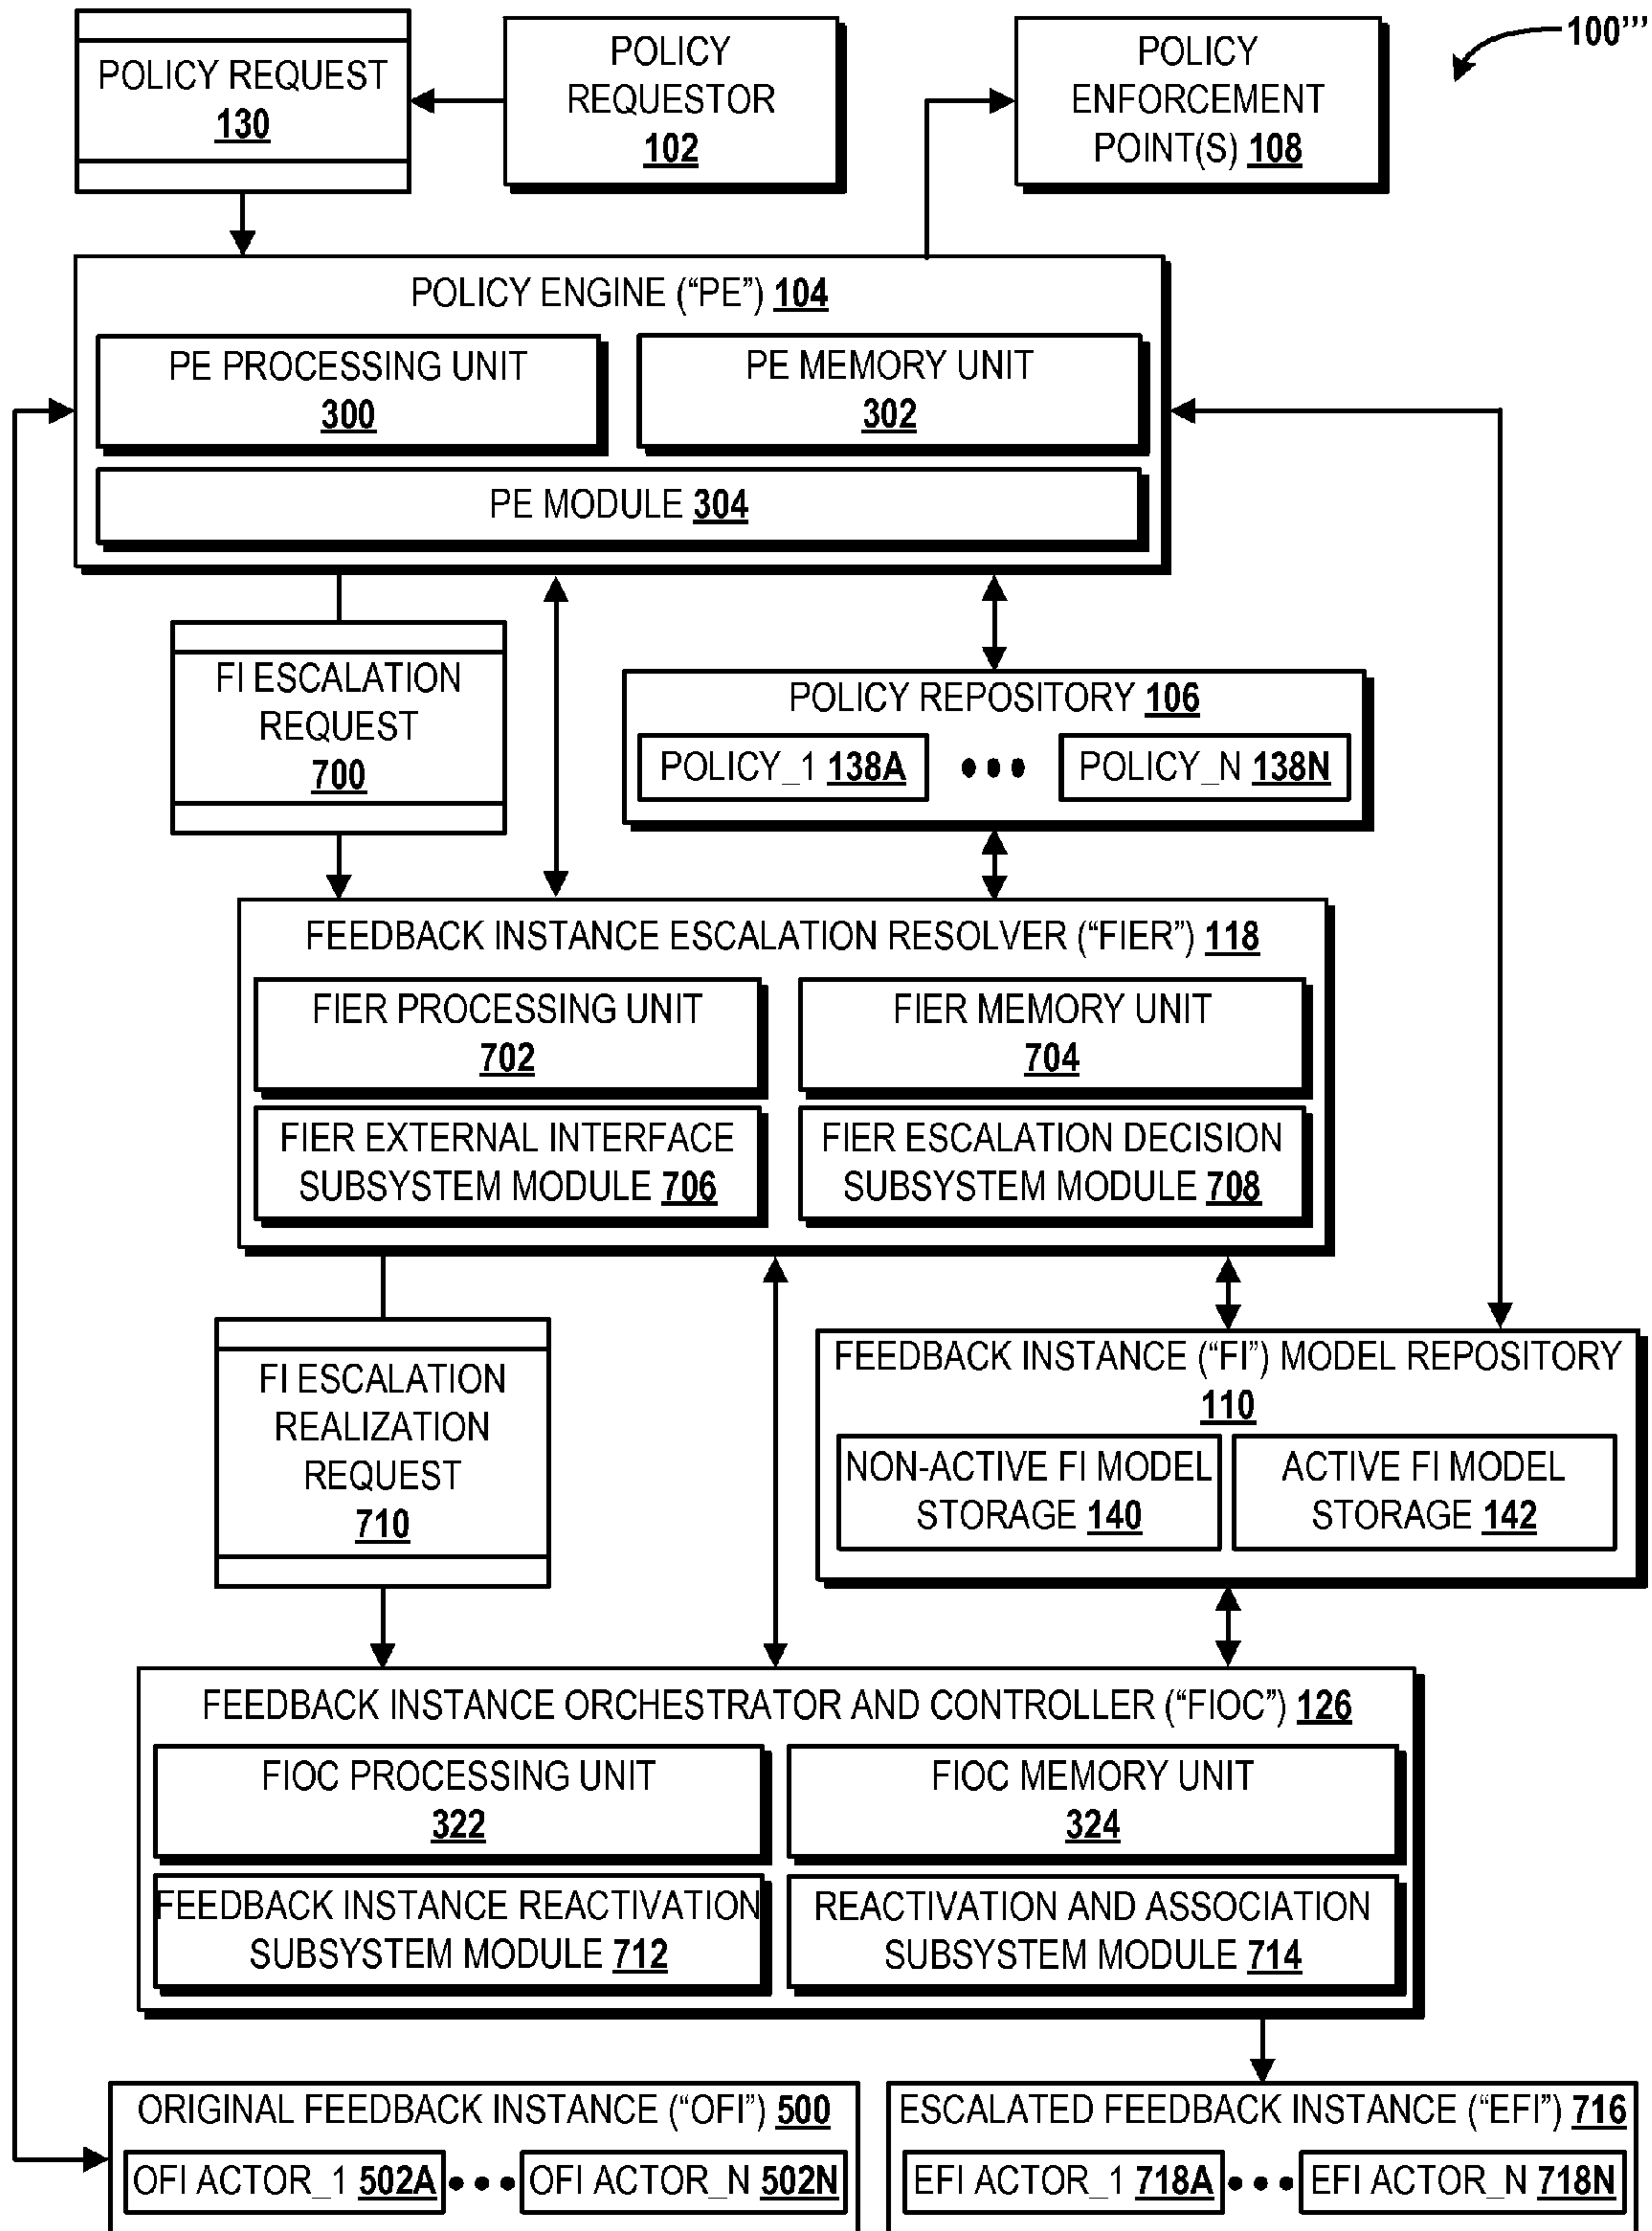 100’’’
POLICY REQUEST
130
POLICY
REQUESTOR
102
POLICY
ENFORCEMENT
POINT(S) 108
POLICY ENGINE (“PE”) 104
PE PROCESSING UNIT
300
PE MEMORY UNIT
302
PE MODULE 304
FI ESCALATION
REQUEST
700
POLICY REPOSITORY 106
POLICY_1 138A
POLICY_N 138N
FEEDBACK INSTANCE ESCALATION RESOLVER (“FIER”) 118
FIER PROCESSING UNIT
702
FIER MEMORY UNIT
704
FIER EXTERNAL INTERFACE
SUBSYSTEM MODULE 706
FIER ESCALATION DECISION
SUBSYSTEM MODULE 708
FI ESCALATION
REALIZATION
REQUEST
710
FEEDBACK INSTANCE (“FI”) MODEL REPOSITORY
110
NON-ACTIVE FI MODEL
STORAGE 140
ACTIVE FI MODEL
STORAGE 142
FEEDBACK INSTANCE ORCHESTRATOR AND CONTROLLER (“FIOC”) 126
FIOC PROCESSING UNIT
322
FIOC MEMORY UNIT
324
FEEDBACK INSTANCE REACTIVATION
SUBSYSTEM MODULE 712
REACTIVATION AND ASSOCIATION
SUBSYSTEM MODULE 714
ORIGINAL FEEDBACK INSTANCE (“OFI”) 500
OFI ACTOR_1 502A
OFI ACTOR_N 502N
ESCALATED FEEDBACK INSTANCE (“EFI”) 716
EFI ACTOR_1 718A
EFI ACTOR_N 718N